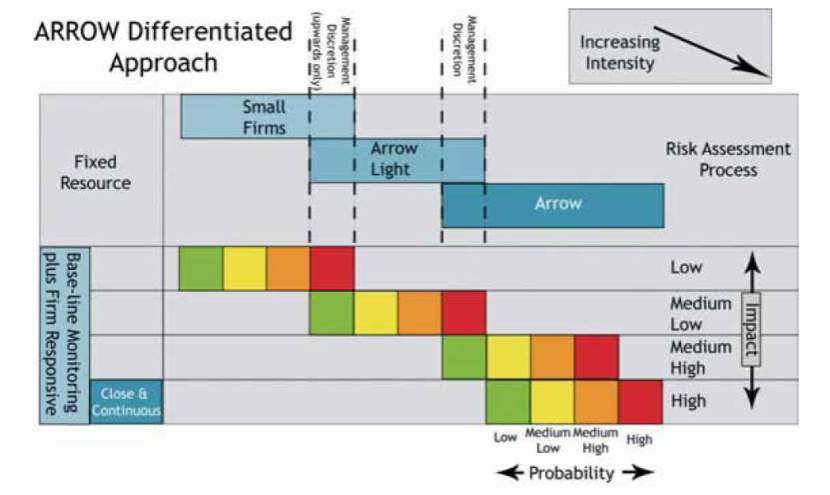 ARROW Differentiated
Approach
Management
Discretion
(upwards only)
Management
Discretion
Increasing
Intensity
Small
Firms
Arrow
Light
Arrow
Fixed
Resource
Risk Assessment
Process
Base-line Monitoring
plus Firm Responsive
Close &
Continuous
Low
Medium
Low
Medium
High
High
Impact
Low
Medium
Low
Medium
High
High
Probability